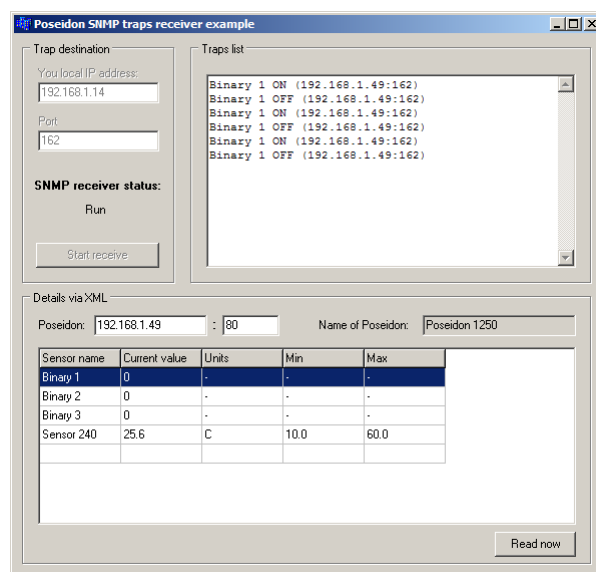 Poseidon SNMP traps receiver example
Trap destination
You local IP address:
192.168.1.14
Port
162
SNMP receiver status:
Run
Start receive
Traps list
Binary 1 ON (192.168.1.49:162)
Binary 1 OFF (192.168.1.49:162)
Binary 1 ON (192.168.1.49:162)
Binary 1 OFF (192.168.1.49:162)
Binary 1 ON (192.168.1.49:162)
Binary 1 OFF (192.168.1.49:162)
Details via XML
Poseidon: 192.168.1.49 : 80 Name of Poseidon: Poseidon 1250
Sensor name Current value Units Min Max
Binary 1 0 - - -
Binary 2 0 - - -
Binary 3 0 - - -
Sensor 240 25.6 C 10.0 60.0
Read now